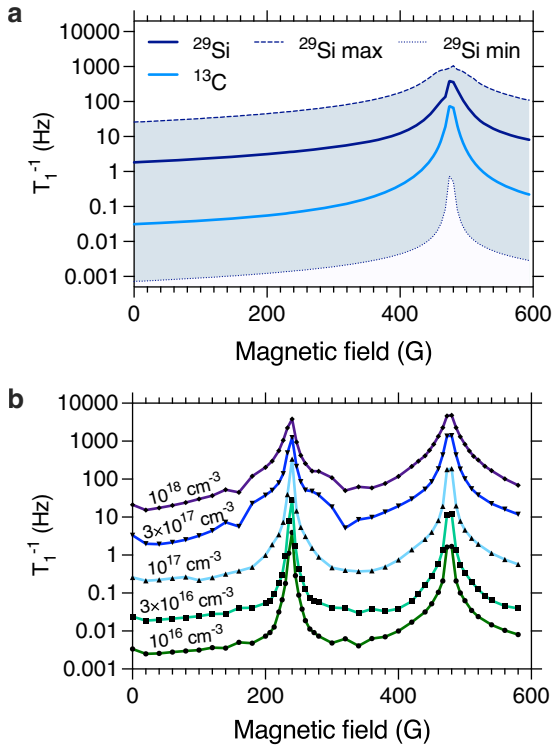 a
²⁹Si ²⁹Si max ²⁹Si min
¹³C
10000
1000
100
10
1
0.1
0.01
0.001
T₁⁻¹ (Hz)
0 200 400 600
Magnetic field (G)
b
10000
1000
100
10
1
0.1
0.01
0.001
T₁⁻¹ (Hz)
10¹⁸ cm⁻³
3×10¹⁷ cm⁻³
10¹⁷ cm⁻³
3×10¹⁶ cm⁻³
10¹⁶ cm⁻³
0 200 400 600
Magnetic field (G)